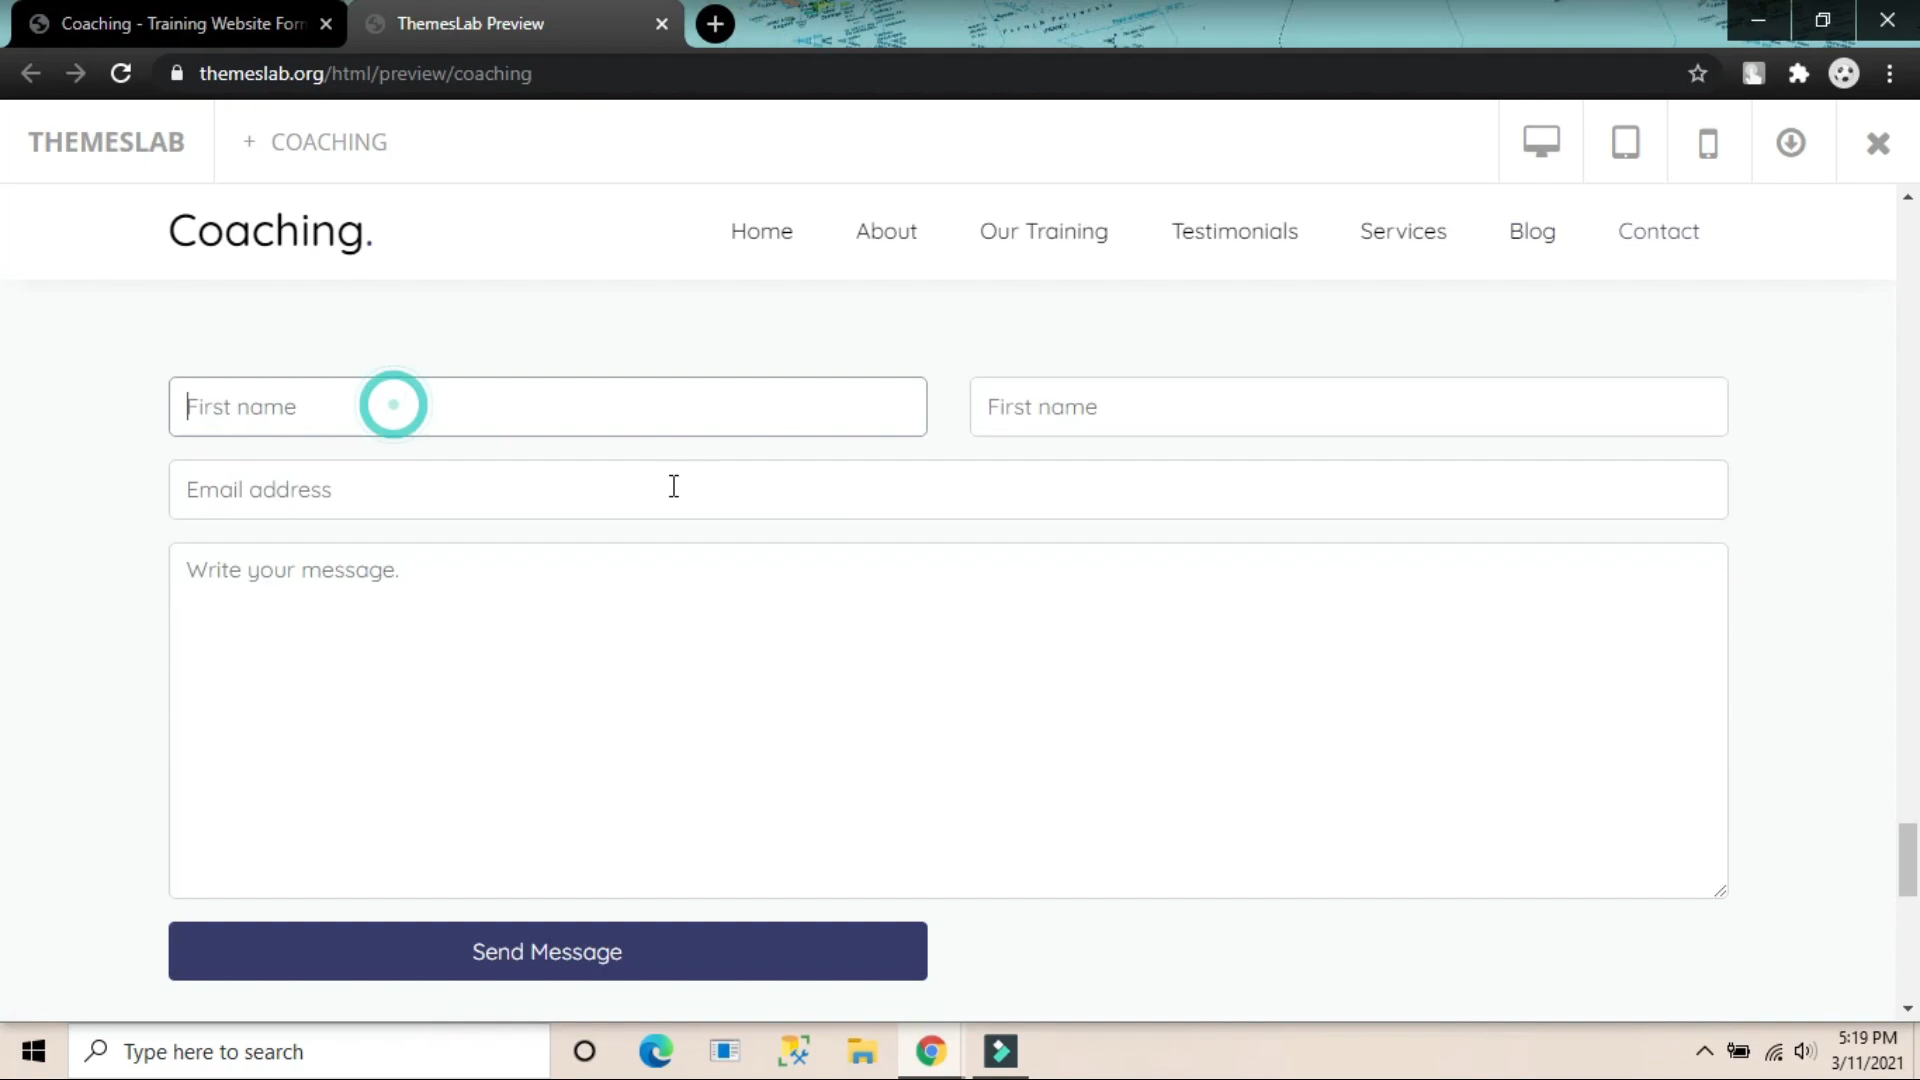 Coaching - Training Website Forn
ThemesLab Preview
themeslab.org/html/preview/coaching
THEMESLAB
+ COACHING
Coaching.
Home
About
Our Training
Testimonials
Services
Blog
Contact
First name
First name
Email address
Write your message.
Send Message
Type here to search
5:19 PM
3/11/2021